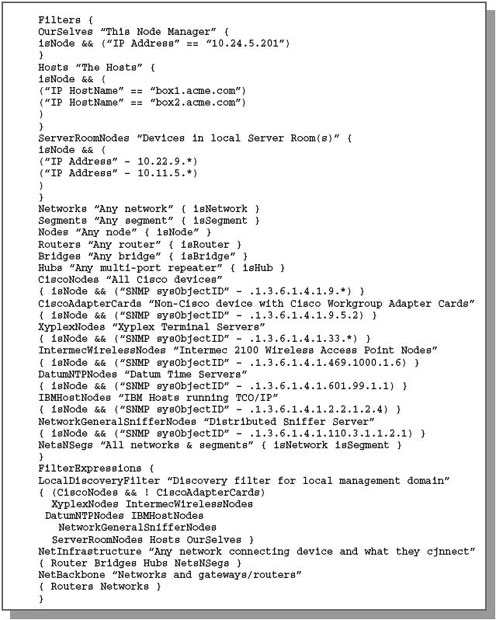 Filters {
OurSelves “This Node Manager” {
isNode && (“IP Address” == “10.24.5.201”)
}
Hosts “The Hosts” {
isNode && (
(“IP HostName” == “box1.acme.com”)
(“IP HostName” == “box2.acme.com”)
)
}
ServerRoomNodes “Devices in local Server Room(s)” {
isNode && (
(“IP Address” - 10.22.9.*)
(“IP Address” - 10.11.5.*)
)
}
Networks “Any network” { isNetwork }
Segments “Any segment” { isSegment }
Nodes “Any node” { isNode” }
Routers “Any router” { isRouter }
Bridges “Any bridge” { isBridge” }
Hubs “Any multi-port repeater” { isHub }
CiscoNodes “All Cisco devices”
{ isNode && (“SNMP sysObjectID” - .1.3.6.1.4.1.9.*) }
CiscoAdapterCards “Non-Cisco device with Cisco Workgroup Adapter Cards”
{ isNode && (“SNMP sysObjectID” - .1.3.6.1.4.1.9.5.2) }
XyplexNodes “Xyplex Terminal Servers”
{ isNode && (“SNMP sysObjectID” - .1.3.6.1.4.1.33.*) }
IntermecWirelessNodes “Intermec 2100 Wireless Access Point Nodes”
{ isNode && (“SNMP sysObjectID” - .1.3.6.1.4.1.469.1000.1.6) }
DatumNTPNodes “Datum Time Servers”
{ isNode && (“SNMP sysObjectID” - .1.3.6.1.4.1.601.99.1.1) }
IBMHostNodes “IBM Hosts running TCO/IP”
{ isNode && (“SNMP sysObjectID” - .1.3.6.1.4.1.2.2.1.2.4) }
NetworkGeneralSnifferNodes “Distributed Sniffer Server”
{ isNode && (“SNMP sysObjectID” - .1.3.6.1.4.1.110.3.1.1.2.1) }
NetsNSegs “All networks & segments” { isNetwork isSegment }
}
FilterExpressions {
LocalDiscoveryFilter “Discovery filter for local management domain”
{ (CiscoNodes && ! CiscoAdapterCards)
XyplexNodes IntermecWirelessNodes
DatumNTPNodes IBMHostNodes
NetworkGeneralSnifferNodes
ServerRoomNodes Hosts OurSelves }
NetInfrastructure “Any network connecting device and what they cjnnect”
{ Router Bridges Hubs NetsNSegs }
NetBackbone “Networks and gateways/routers”
{ Routers Networks }
}